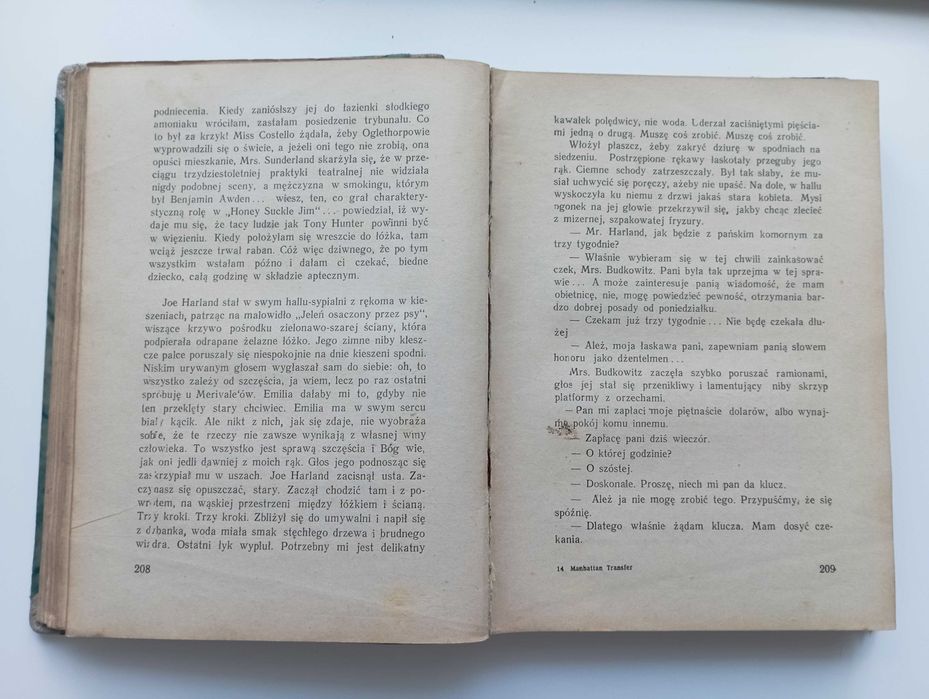 podniecenia. Kiedy zaniósłszy jej do łazienki słodkiego
amoniaku wróciłam, zastałam posiedzenie trybunału. Co
to był za krzyk! Miss Costello żądała, żeby Oglethorpowie
wyprowadzili się o świcie, a jeżeli oni tego nie zrobią, ona
opuści mieszkanie, Mrs. Sunderland skarżyła się, że w prze-
ciągu trzydziestoletniej praktyki teatralnej nie widziała
nigdy podobnej sceny, a mężczyzna w smokingu, którym
był Benjamin Awden... wiesz, ten, co grał charaktery-
styczną rolę w „Honey Suckle Jim"... powiedział, iż wy-
daje mu się, że tacy ludzie jak Tony Hunter powinni być
w więzieniu. Kiedy położyłam się wreszcie do łóżka, tam
wciąż jeszcze trwał raban. Cóż więc dziwnego, że po tym
wszystkim wstałam późno i dałam ci czekać, biedne
dziecko, całą godzinę w składzie aptecznym.
Joe Harland stał w swym hallu-sypialni z rękoma w kie-
szeniach, patrząc na malowidło „Jeleń osaczony przez psy",
wiszące krzywo pośrodku zielonawo-szarej ściany, która
podpierała odrapane żelazne łóżko. Jego zimne niby klesz-
cze palce poruszały się niespokojnie na dnie kieszeni spodni.
Niskim urywanym głosem wygłaszał sam do siebie: oh, to
wszystko zależy od szczęścia, ja wiem, lecz po raz ostatni
spróbuję u Merivale'ów. Emilia dałaby mi to, gdyby nie
ten przeklęty stary chciwiec. Emilia ma w swym sercu
biały kącik. Ale nikt z nich, jak się zdaje, nie wyobraża
sobie, że te rzeczy nie zawsze wynikają z własnej winy
człowieka. To wszystko jest sprawą szczęścia i Bóg wie,
jak oni jedli dawniej z moich rąk. Głos jego podnosząc się
zaskrzypiał mu w uszach. Joe Harland zacisnął usta. Za-
czynasz się opuszczać, stary. Zaczął chodzić tam i z po-
wrotem, na wąskiej przestrzeni między łóżkiem i ścianą.
Trzy kroki. Trzy kroki. Zbliżył się do umywalni i napił się
z dzbanka, woda miała smak stęchłego drzewa i brudnego
wiadra. Ostatni łyk wypluł. Potrzebny mi jest delikatny
208
kawałek polędwicy, nie woda. Uderzał zaciśniętymi pięścia-
mi jedną o drugą. Muszę coś zrobić. Muszę coś zrobić.
Włożył płaszcz, żeby zakryć dziurę w spodniach na
siedzeniu. Postrzępione rękawy łaskotały przeguby jego
rąk. Ciemne schody zatrzeszczały. Był tak słaby, że mu-
siał uchwycić się poręczy, ażeby nie upaść. Na dole, w hallu
wyskoczyła ku niemu z drzwi jakaś stara kobieta. Mysi
ogonek na jej głowie przekrzywił się, jakby chcąc zlecieć
z mizernej, szpakowatej fryzury.
— Mr. Harland, jak będzie z pańskim komornym za
trzy tygodnie?
— Właśnie wybieram się w tej chwili zainkasować
czek, Mrs. Budkowitz. Pani była tak uprzejma w tej spra-
wie... A może zainteresuje panią wiadomość, że mam
obietnicę, nie, mogę powiedzieć pewność, otrzymania bar-
dzo dobrej posady od poniedziałku.
— Czekam już trzy tygodnie... Nie będę czekała dłu-
żej
— Ależ, moja łaskawa pani, zapewniam panią słowem
honoru jako dżentelmen...
Mrs. Budkowitz zaczęła szybko poruszać ramionami,
głos jej stał się przenikliwy i lamentujący niby skrzyp
platformy z orzechami.
— Pan mi zapłaci moje piętnaście dolarów, albo wynaj-
mę pokój komu innemu.
— Zapłacę pani dziś wieczór.
— O której godzinie?
— O szóstej.
— Doskonale. Proszę, niech mi pan da klucz.
— Ależ ja nie mogę zrobić tego. Przypuśćmy, że się
spóźnię.
— Dlatego właśnie żądam klucza. Mam dosyć cze-
kania.
14 Manhattan Transfer
209